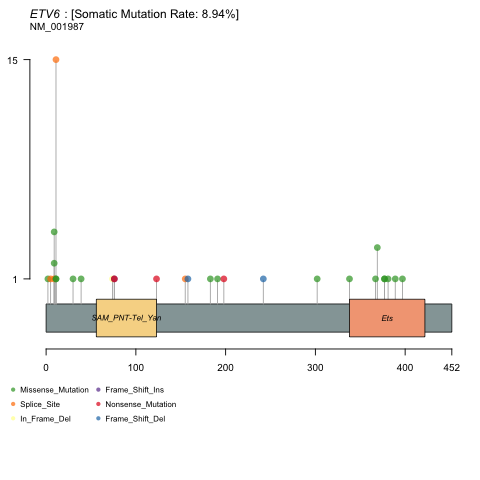 ETV6 : [Somatic Mutation Rate: 8.94%]
NM_001987
15
1
SAM_PNT-Tel_Yan
Ets
0 100 200 300 400 452
Missense_Mutation Frame_Shift_Ins
Splice_Site Nonsense_Mutation
In_Frame_Del Frame_Shift_Del